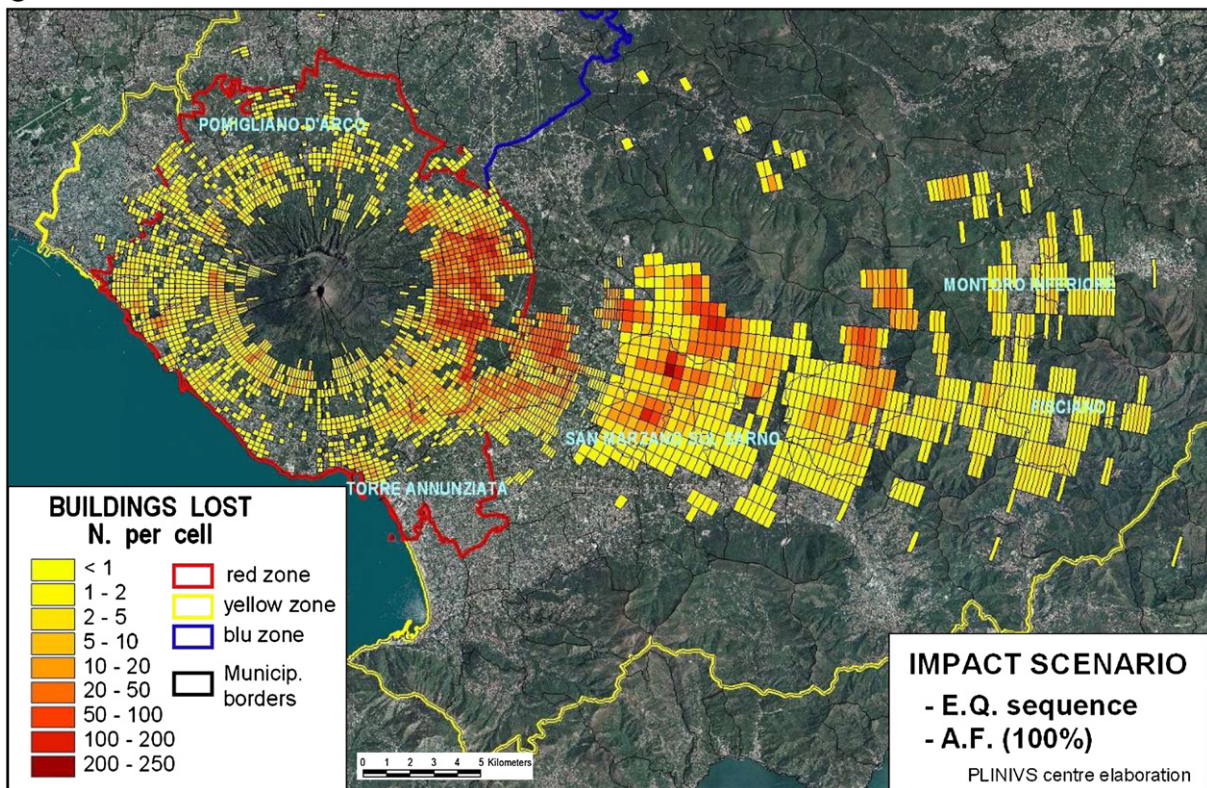 POMIGLIANO D'ARCO
MONTORO INFERIORE
FISCIANO
SAN MARZANO SUL SARNO
TORRE ANNUNZIATA
BUILDINGS LOST
N. per cell
< 1
1 - 2
2 - 5
5 - 10
10 - 20
20 - 50
50 - 100
100 - 200
200 - 250
red zone
yellow zone
blu zone
Municip.
borders
0 1 2 3 4 5 Kilometers
IMPACT SCENARIO
- E.Q. sequence
- A.F. (100%)
PLINIVS centre elaboration